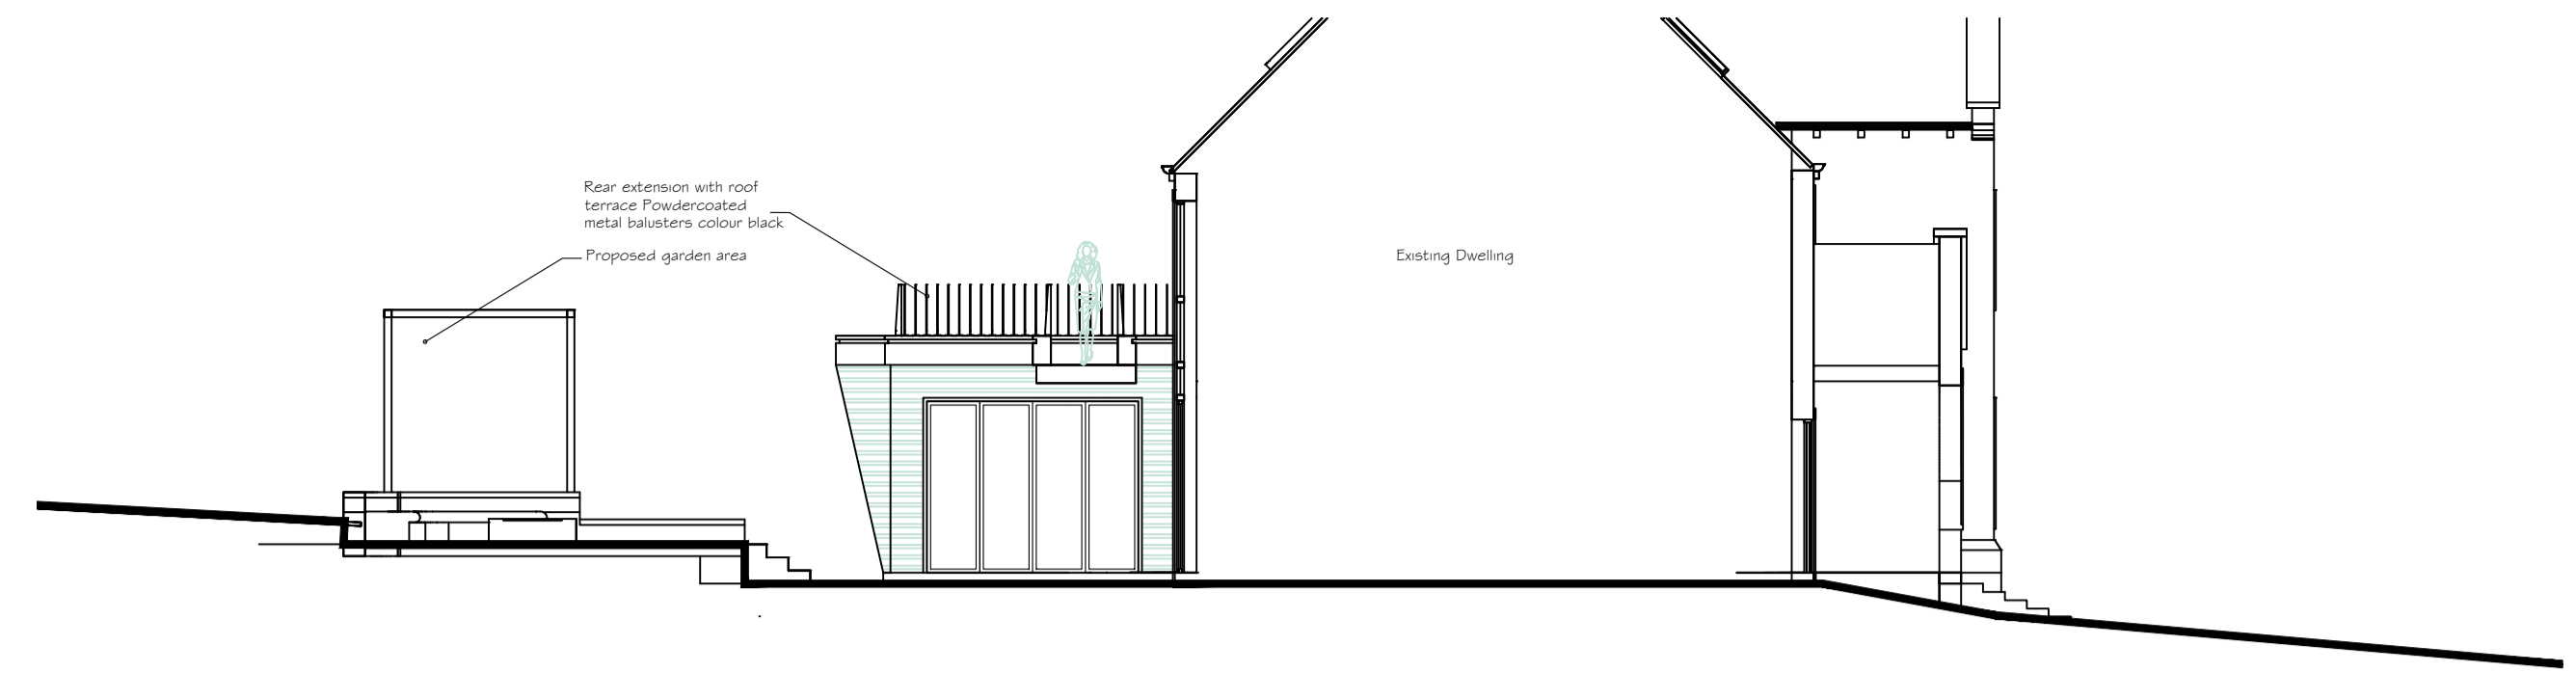 Rear extension with roof
terrace Powdercoated
metal balusters colour black
Proposed garden area
Existing Dwelling